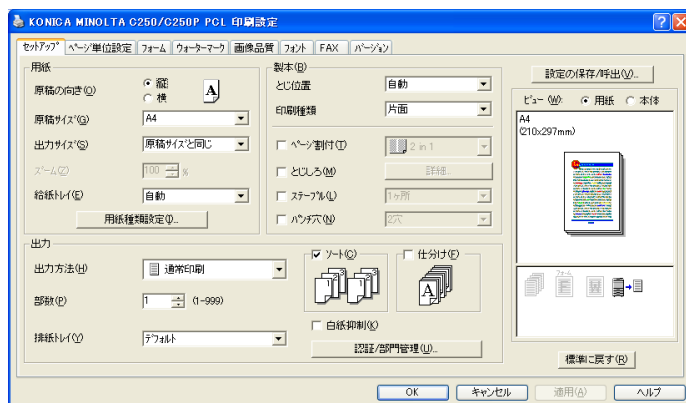 KONICA MINOLTA C250/C250P PCL 印刷設定
セットアップ ページ単位設定 フォーム ウォーターマーク 画像品質 フォント FAX バージョン
用紙
原稿の向き(O)
縦
横
A
原稿サイズ(G) A4
出力サイズ(S) 原稿サイズと同じ
ズーム(Z) 100 %
給紙トレイ(E) 自動
用紙種類設定(I)...
製本(B)
とじ位置 自動
印刷種類 片面
ページ割付(T) 2 in 1
とじしろ(M) 詳細...
ステープル(L) 1ヶ所
パンチ穴(N) 2穴
出力
出力方法(H) 通常印刷
部数(P) 1 (1-999)
排紙トレイ(Y) デフォルト
ソート(C)
仕分け(F)
A
白紙抑制(K)
認証/部門管理(U)...
設定の保存/呼出(V)...
ビュー(W): 用紙 本体
A4
(210x297mm)
フォーム
標準に戻す(R)
OK キャンセル 適用(A) ヘルプ